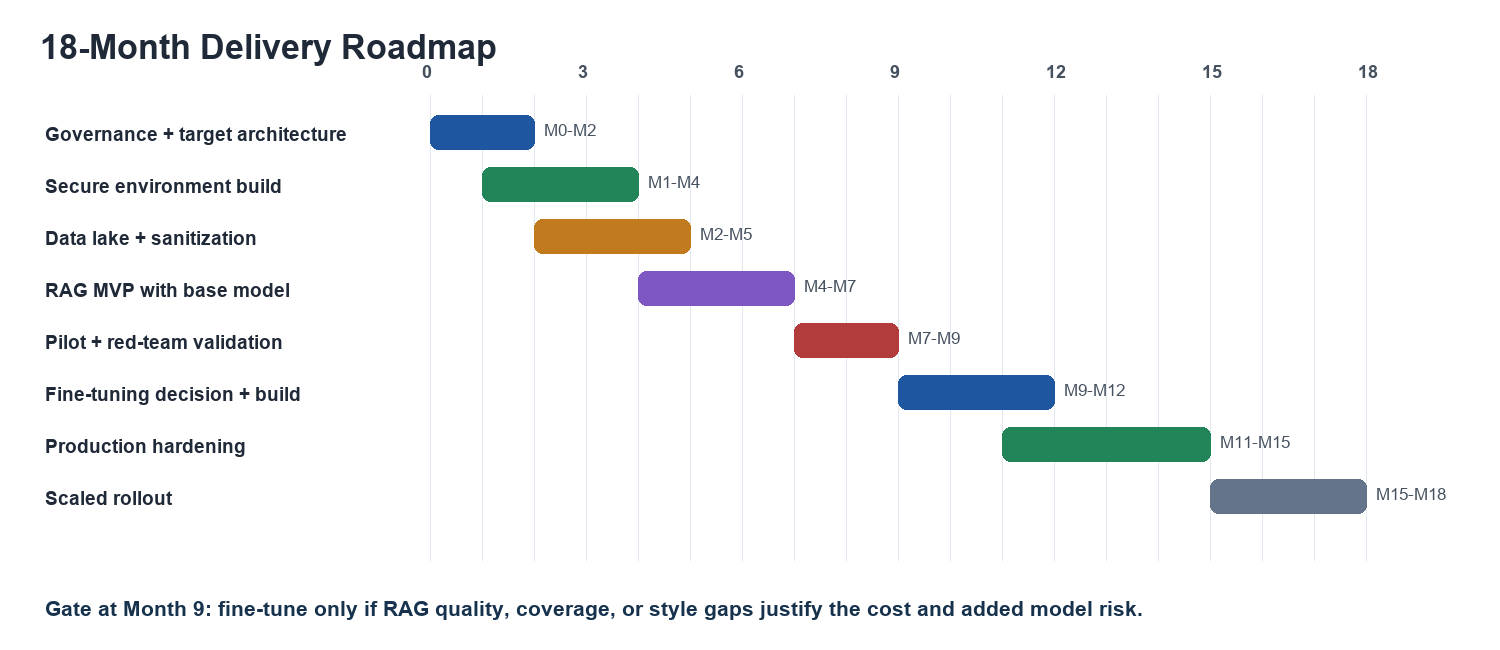 18-Month Delivery Roadmap
0 3 6 9 12 15 18
Governance + target architecture M0-M2
Secure environment build M1-M4
Data lake + sanitization M2-M5
RAG MVP with base model M4-M7
Pilot + red-team validation M7-M9
Fine-tuning decision + build M9-M12
Production hardening M11-M15
Scaled rollout M15-M18
Gate at Month 9: fine-tune only if RAG quality, coverage, or style gaps justify the cost and added model risk.